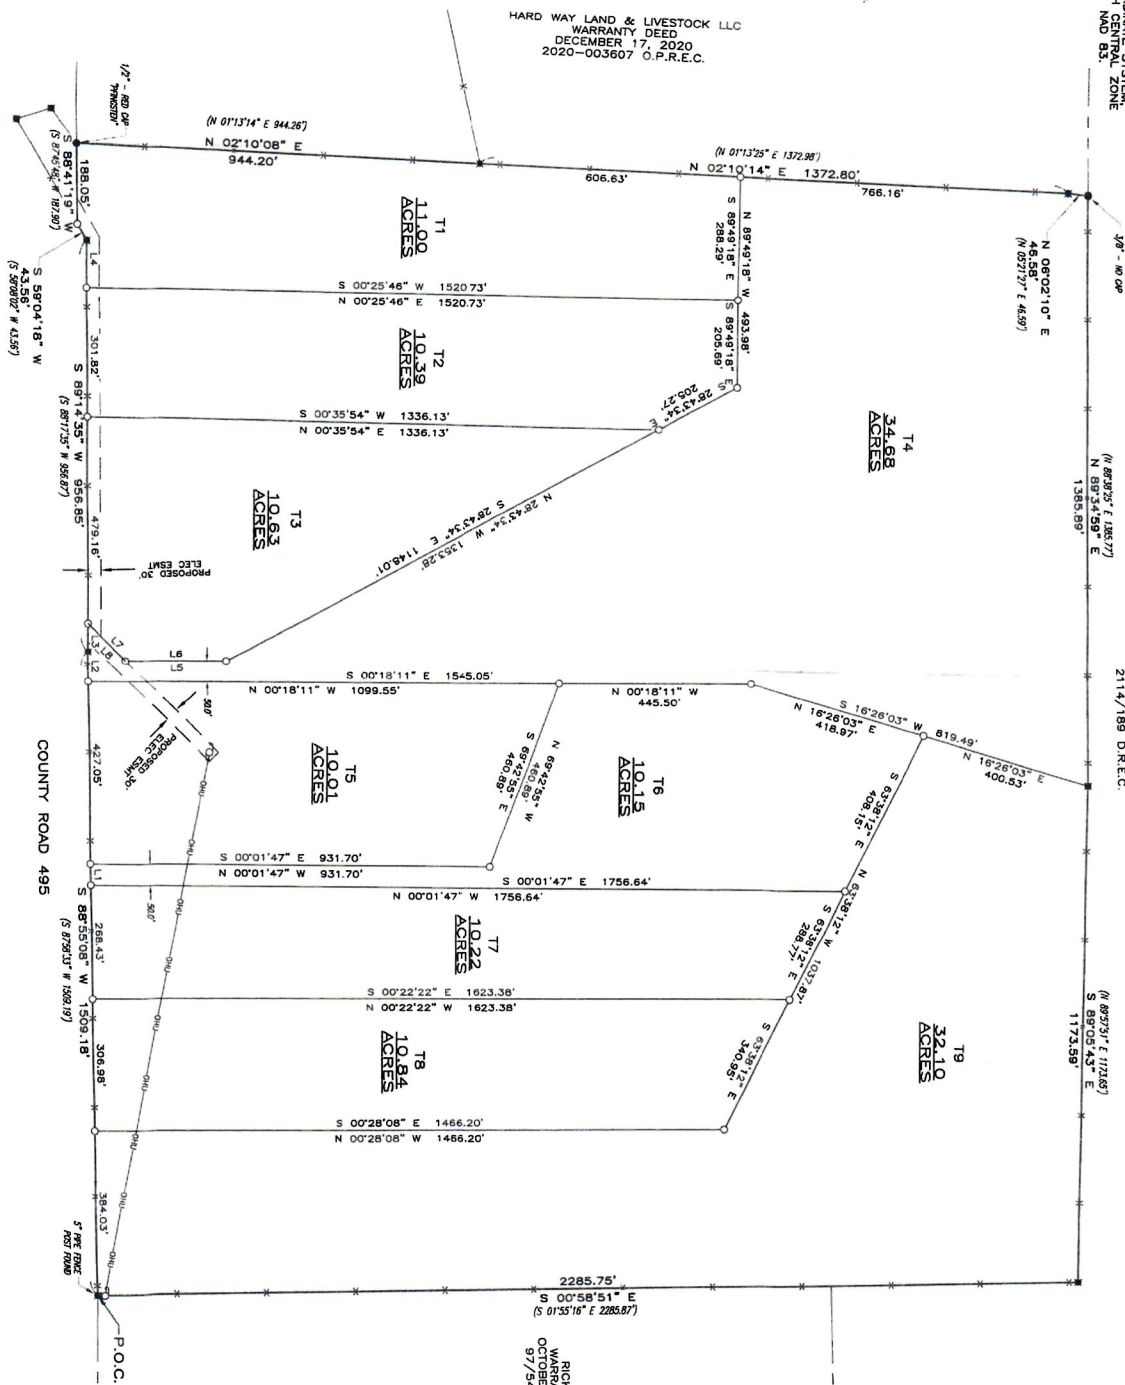 HARD WAY LAND & LIVESTOCK LLC
WARRANTY DEED
DECEMBER 17, 2020
2020-003607 O.P.R.E.C.
CENTRAL ZONE
NAD 83.
1/2" - RED CAP
(N 01°13'14" E 944.26')
N 02°10'08" E
944.20'
606.63'
(N 01°13'25" E 1372.98')
N 02°10'14" E 1372.80'
766.16'
3/8" - NO CAP
N 06°02'10" E
46.58'
(N 05°21'27" E 46.59')
188.05'
S 88°41'19" W
(S 87°45'48" W 187.90')
S 59°04'18" W
43.56'
(S 58°08'02" W 43.56')
L4
T1
11.00
ACRES
N 89°49'18" W 493.98'
S 89°49'18" E
288.29'
S 89°49'18" E
205.69'
S 00°25'46" W 1520.73'
N 00°25'46" E 1520.73'
T2
10.39
ACRES
301.82'
S 28°43'34" E
205.27'
S 00°35'54" W 1336.13'
N 00°35'54" E 1336.13'
S 89°14'35" W 956.85'
(S 88°17'35" W 956.87')
T4
34.68
ACRES
(N 88°38'25" E 1385.77')
N 89°34'59" E
1385.89'
T3
10.63
ACRES
479.16'
N 28°43'34" W 1353.28'
S 28°43'34" E 1148.01'
PROPOSED 30'
ELEC ESMT
L7
L8
L3
L2
L6
L5
S 00°18'11" E 1545.05'
N 00°18'11" W 1099.55'
N 00°18'11" W
445.50'
50.0'
PROPOSED 30'
ELEC ESMT
2114/189 D.R.E.C.
S 16°26'03" W 819.49'
N 16°26'03" E
418.97'
N 16°26'03" E
400.53'
427.05'
T5
10.01
ACRES
N 69°42'55" W
460.89'
S 69°42'55" E
460.89'
T6
10.15
ACRES
S 63°38'12" E
408.15'
COUNTY ROAD 495
OHU
S 00°01'47" E 931.70'
N 00°01'47" W 931.70'
L1
50.0'
S 00°01'47" E 1756.64'
N 00°01'47" W 1756.64'
OHU
N 63°38'12" W 1037.87'
S 63°38'12" E
288.77'
268.43'
S 88°55'08" W 1509.18'
(S 87°58'33" W 1509.19')
OHU
T7
10.22
ACRES
S 00°22'22" E 1623.38'
N 00°22'22" W 1623.38'
OHU
(N 89°57'31" E 1173.65')
S 89°05'43" E
1173.59'
T9
32.10
ACRES
306.98'
OHU
T8
10.84
ACRES
S 63°38'12" E
340.95'
S 00°28'08" E 1466.20'
N 00°28'08" W 1466.20'
OHU
384.03'
OHU
OHU
5" PIPE FENCE
POST FOUND
P.O.C.
2285.75'
S 00°58'51" E
(S 01°55'16" E 2285.87')